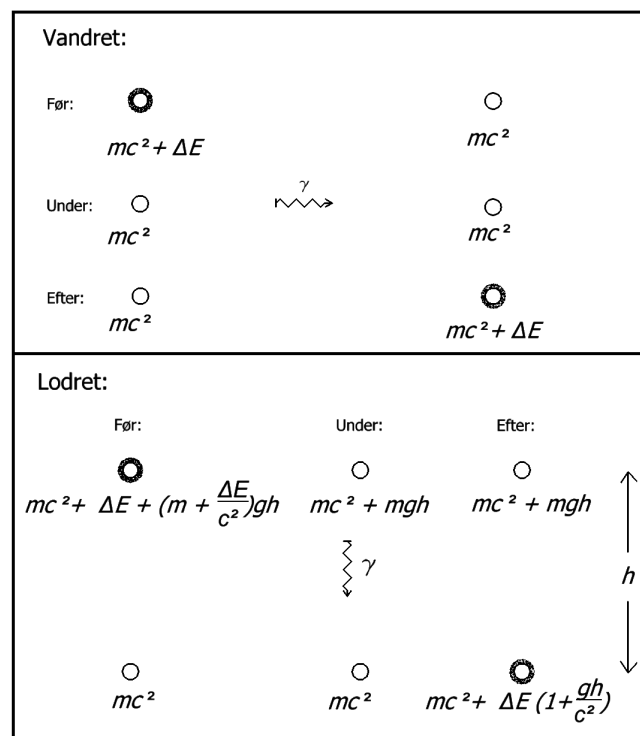 Vandret:
Før:
mc² + ΔE
mc²
Under:
γ
mc²
mc²
Efter:
mc²
mc² + ΔE
Lodret:
Før: Under: Efter:
mc² + ΔE + (m + ΔE/c²)gh mc² + mgh mc² + mgh
γ
h
mc² mc² mc² + ΔE (1+gh/c²)